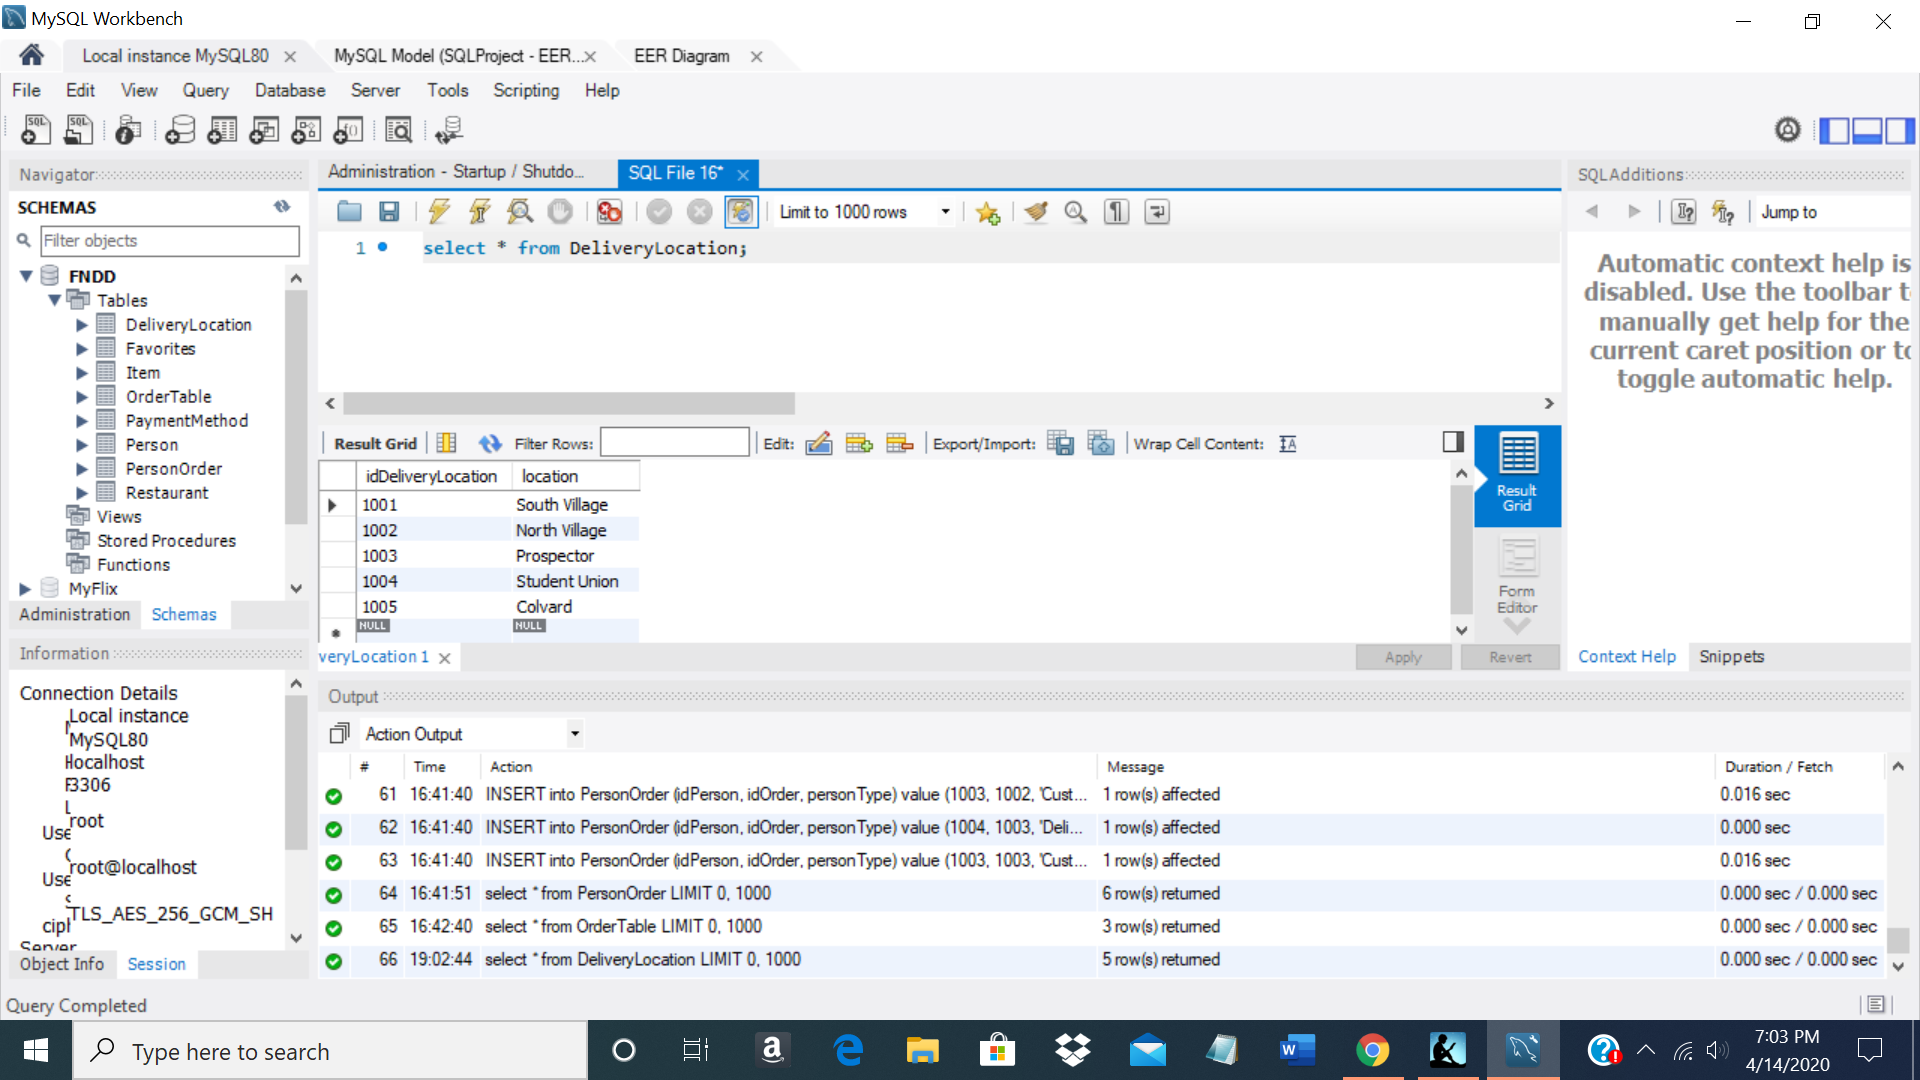 MySQL Workbench
Local instance MySQL80
MySQL Model (SQLProject - EER...
EER Diagram
File Edit View Query Database Server Tools Scripting Help
Navigator
SCHEMAS
Filter objects
FNDD
Tables
DeliveryLocation
Favorites
Item
OrderTable
PaymentMethod
Person
PersonOrder
Restaurant
Views
Stored Procedures
Functions
MyFlix
Administration Schemas
Information
Connection Details
Local instance
MySQL80
localhost
3306
root
Use
root@localhost
Use
TLS_AES_256_GCM_SH
Server
Object Info Session
Query Completed
Administration - Startup / Shutdo...
SQL File 16*
Limit to 1000 rows
1 select * from DeliveryLocation;
Result Grid Filter Rows: Edit: Export/Import: Wrap Cell Content:
idDeliveryLocation location
1001 South Village
1002 North Village
1003 Prospector
1004 Student Union
1005 Colvard
NULL NULL
Result
Grid
Form
Editor
veryLocation 1
Apply Revert
SQLAdditions
Jump to
Automatic context help is
disabled. Use the toolbar t
manually get help for the
current caret position or to
toggle automatic help.
Context Help Snippets
Output
Action Output
# Time Action Message Duration / Fetch
61 16:41:40 INSERT into PersonOrder (idPerson, idOrder, personType) value (1003, 1002, 'Cust... 1 row(s) affected 0.016 sec
62 16:41:40 INSERT into PersonOrder (idPerson, idOrder, personType) value (1004, 1003, 'Deli... 1 row(s) affected 0.000 sec
63 16:41:40 INSERT into PersonOrder (idPerson, idOrder, personType) value (1003, 1003, 'Cust... 1 row(s) affected 0.016 sec
64 16:41:51 select * from PersonOrder LIMIT 0, 1000 6 row(s) returned 0.000 sec / 0.000 sec
65 16:42:40 select * from OrderTable LIMIT 0, 1000 3 row(s) returned 0.000 sec / 0.000 sec
66 19:02:44 select * from DeliveryLocation LIMIT 0, 1000 5 row(s) returned 0.000 sec / 0.000 sec
Type here to search
7:03 PM
4/14/2020